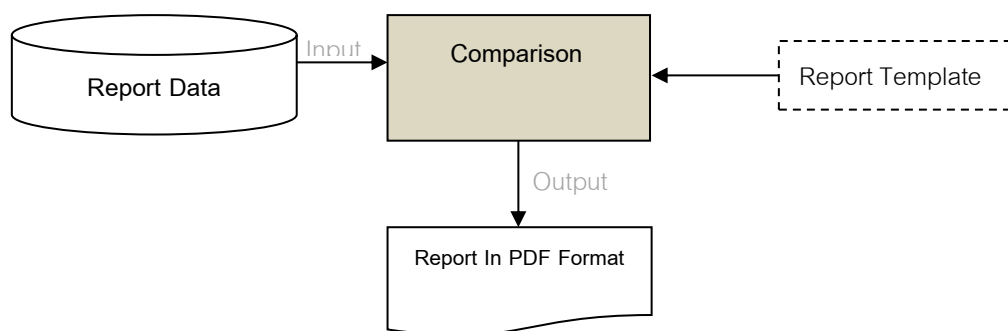 Report Data
Input
Comparison
Report Template
Output
Report In PDF Format